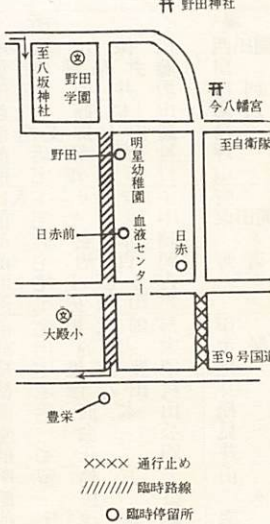 野田神社
至八坂神社
文
野田
学園
今八幡宮
至自衛隊
野田
明星幼稚園
血液センター
日赤前
日赤
文
大殿小
至9号国道
豊栄
×××× 通行止め
///////// 臨時路線
○ 臨時停留所